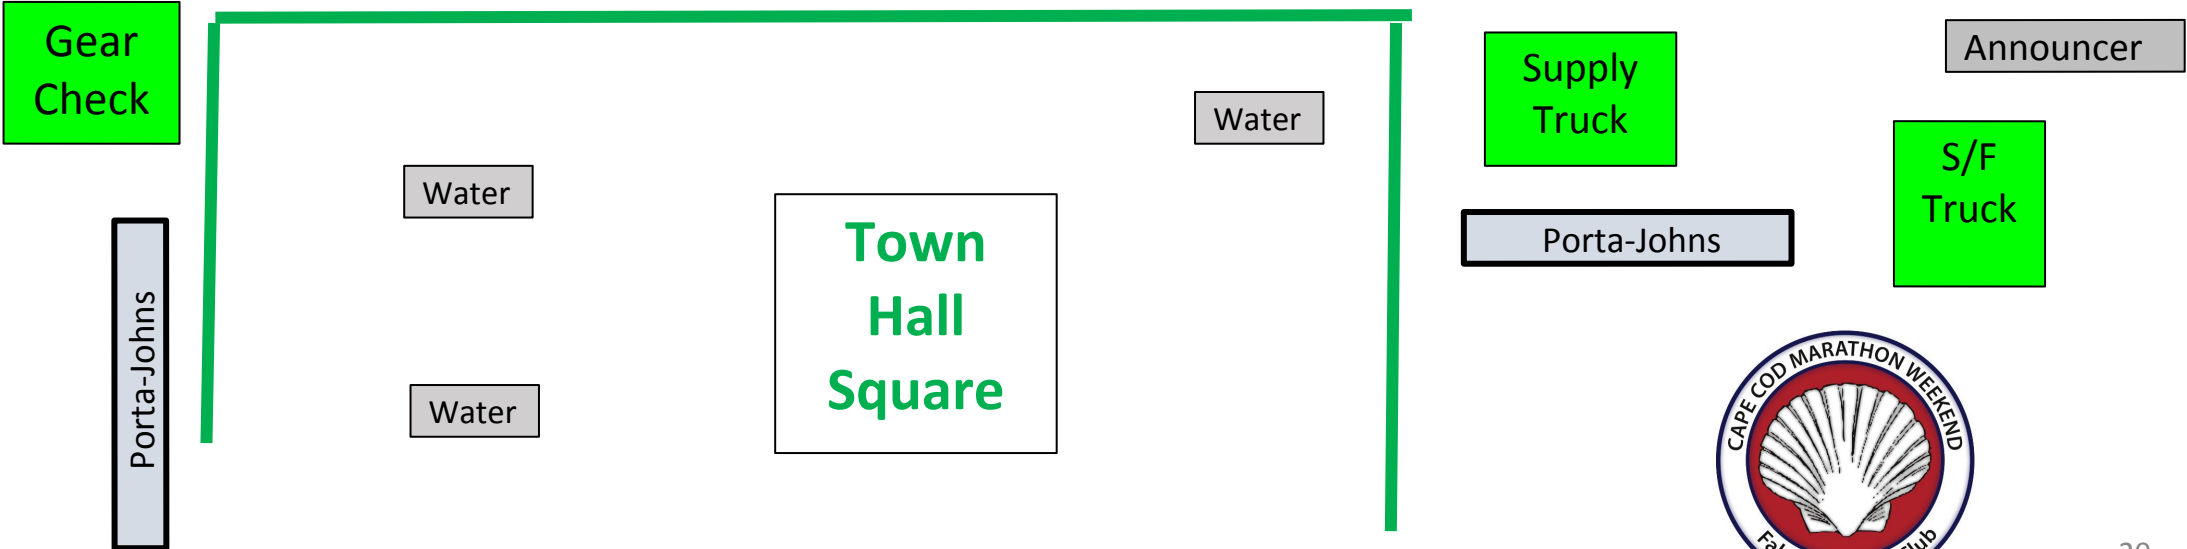 Gear
Check
Supply
Truck
Announcer
Water
S/F
Truck
Water
Town
Hall
Square
Porta-Johns
Porta-Johns
Water
CAPE COD MARATHON WEEKEND